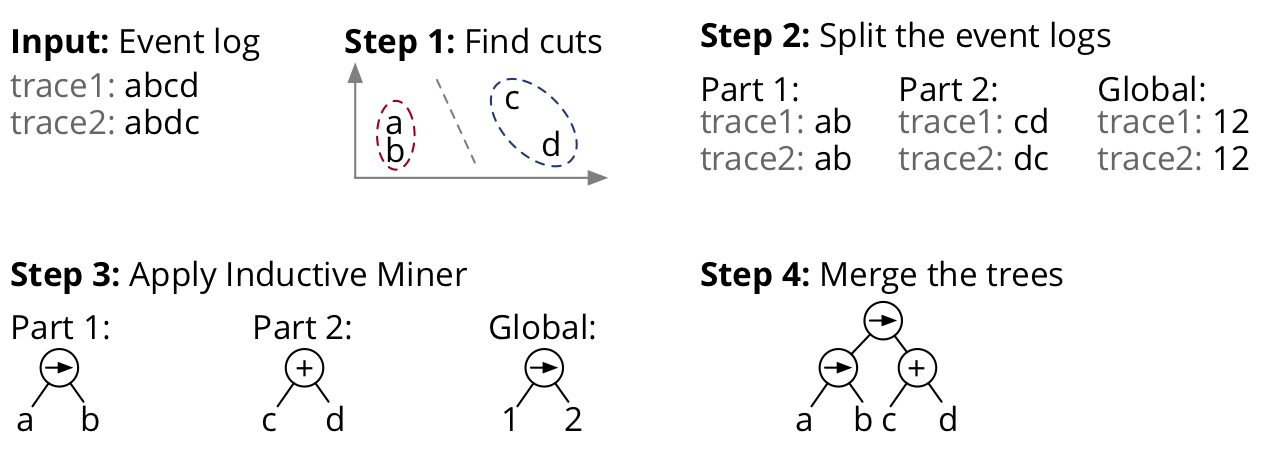 Input: Event log
trace1: abcd
trace2: abdc
Step 1: Find cuts
a
b
c
d
Step 2: Split the event logs
Part 1:
trace1: ab
trace2: ab
Part 2:
trace1: cd
trace2: dc
Global:
trace1: 12
trace2: 12
Step 3: Apply Inductive Miner
Part 1:
a b
Part 2:
+
c d
Global:
1 2
Step 4: Merge the trees
+
a b c d